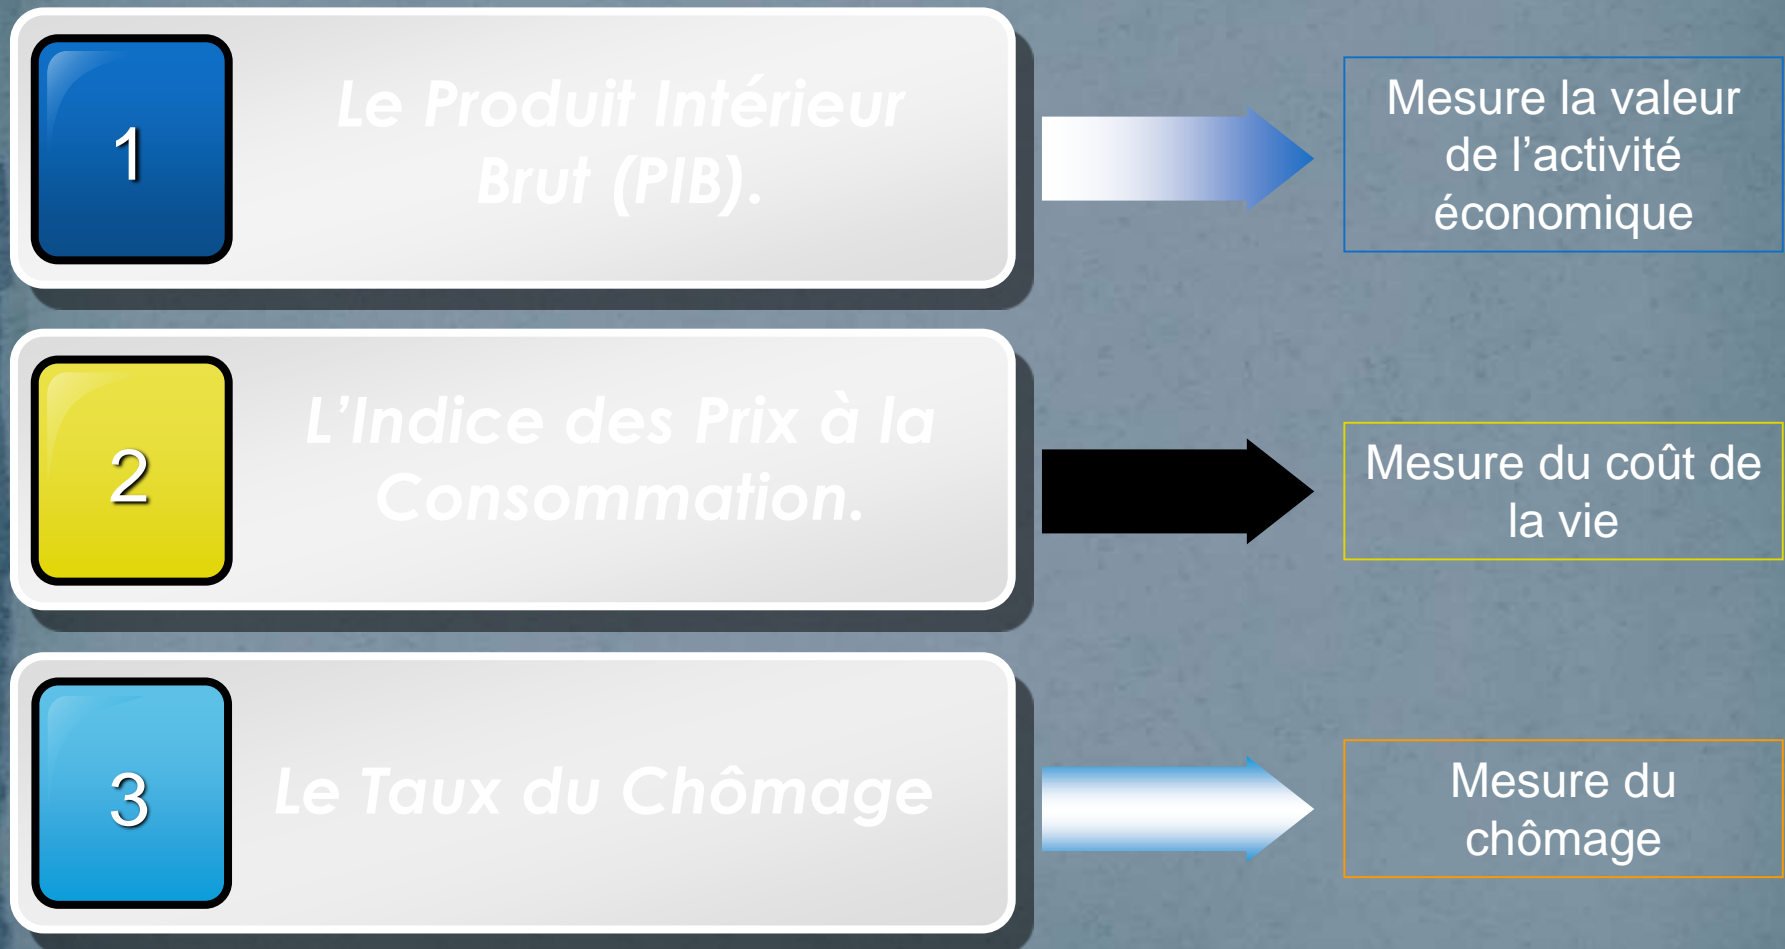 1
Le Produit Intérieur
Brut (PIB).
Mesure la valeur
de l’activité
économique
2
L’Indice des Prix à la
Consommation.
Mesure du coût de
la vie
3
Le Taux du Chômage
Mesure du
chômage